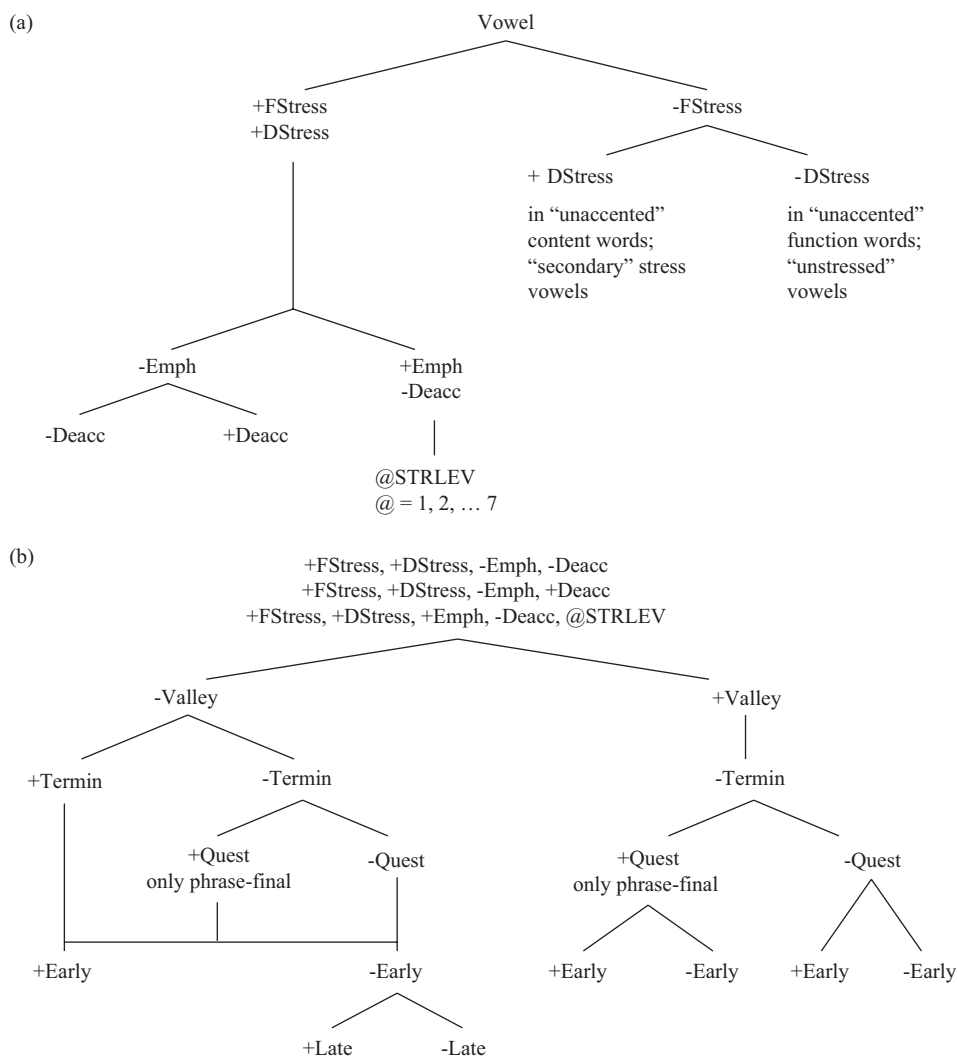 (a)
Vowel
+FStress
+DStress
-FStress
+ DStress
-DStress
in “unaccented”
content words;
“secondary” stress
vowels
in “unaccented”
function words;
“unstressed”
vowels
-Emph
+Emph
-Deacc
-Deacc
+Deacc
@STRLEV
@ = 1, 2, … 7
(b)
+FStress, +DStress, -Emph, -Deacc
+FStress, +DStress, -Emph, +Deacc
+FStress, +DStress, +Emph, -Deacc, @STRLEV
-Valley
+Valley
+Termin
-Termin
-Termin
+Quest
only phrase-final
-Quest
+Quest
only phrase-final
-Quest
+Early
-Early
+Early
-Early
+Early
-Early
+Late
-Late